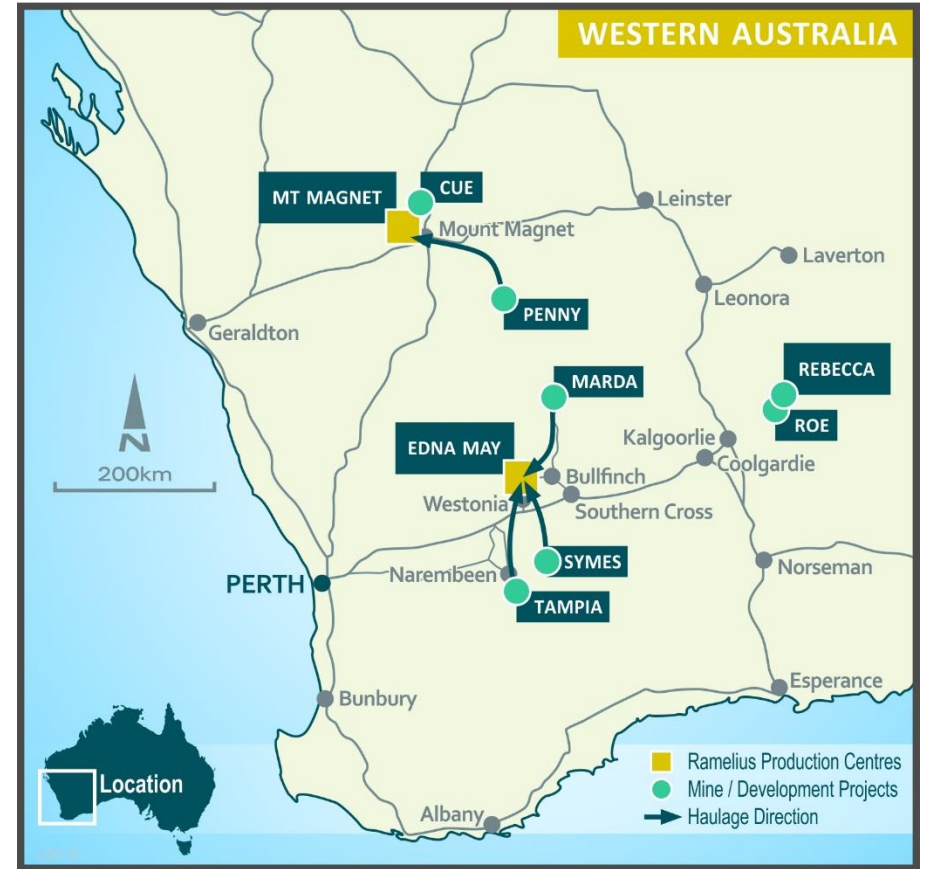 WESTERN AUSTRALIA
CUE
MT MAGNET
Leinster
Mount Magnet
Laverton
Leonora
PENNY
Geraldton
REBECCA
MARDA
ROE
N
200km
EDNA MAY
Kalgoorlie
Coolgardie
Bullfinch
Westonia
Southern Cross
SYMES
Norseman
PERTH
Narembeen
TAMPIA
Esperance
Bunbury
Location
Ramelius Production Centres
Mine / Development Projects
Haulage Direction
Albany